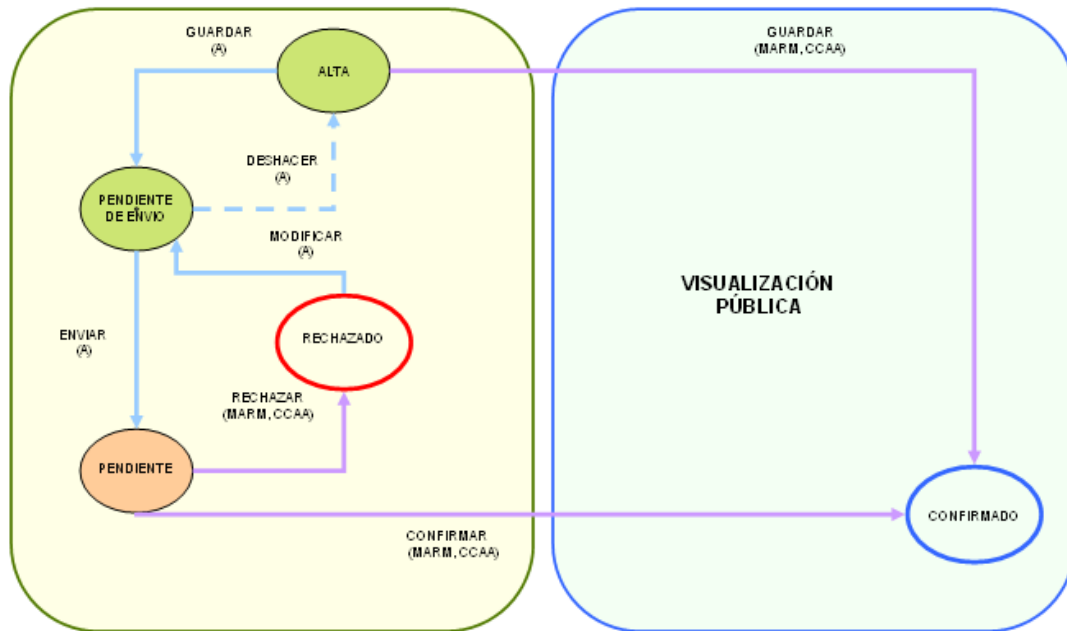 GUARDAR
(A)
ALTA
GUARDAR
(MARM, CCAA)
DESHACER
(A)
PENDIENTE
DE ENVIO
MODIFICAR
(A)
VISUALIZACIÓN
PÚBLICA
ENVIAR
(A)
RECHAZADO
RECHAZAR
(MARM, CCAA)
PENDIENTE
CONFIRMADO
CONFIRMAR
(MARM, CCAA)